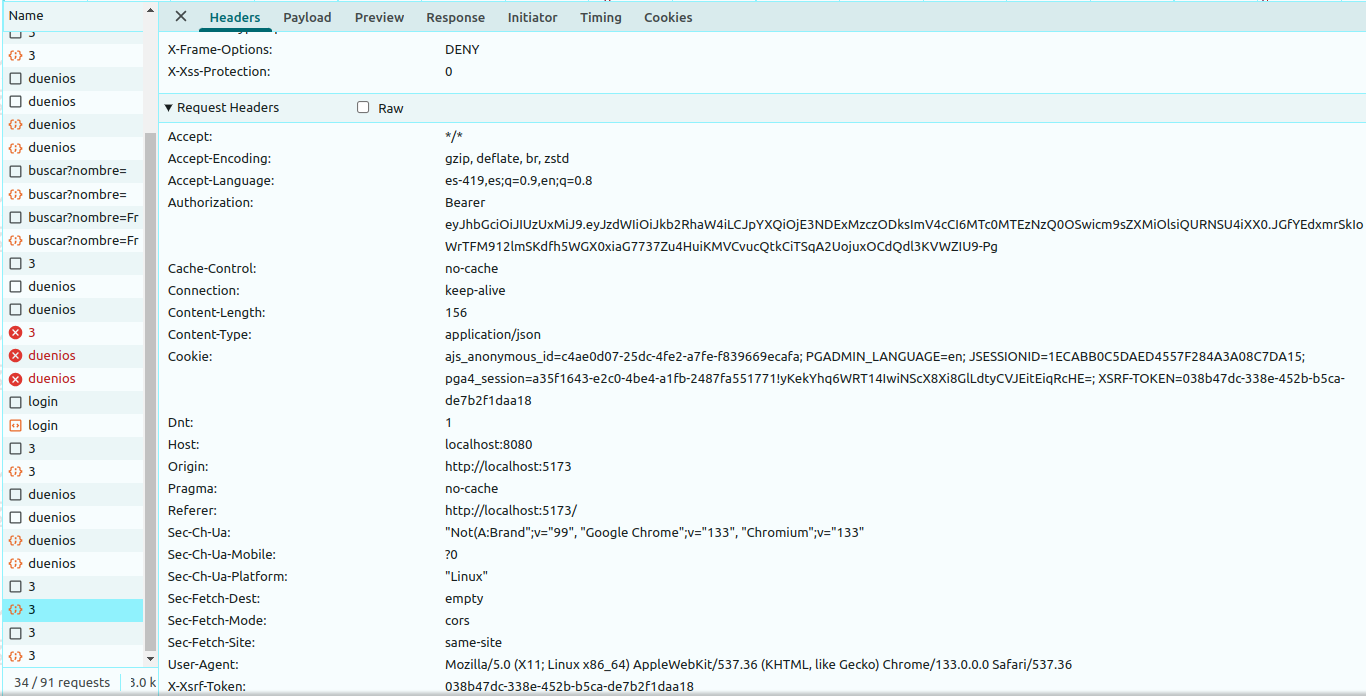 Name
Headers Payload Preview Response Initiator Timing Cookies
3
3
duenios
duenios
duenios
duenios
buscar?nombre=
buscar?nombre=
buscar?nombre=Fr
buscar?nombre=Fr
3
duenios
duenios
3
duenios
duenios
login
login
3
3
duenios
duenios
duenios
duenios
3
3
3
3
34 / 91 requests 3.0 k
X-Frame-Options: DENY
X-Xss-Protection: 0
Request Headers Raw
Accept: */*
Accept-Encoding: gzip, deflate, br, zstd
Accept-Language: es-419,es;q=0.9,en;q=0.8
Authorization: Bearer
eyJhbGciOiJIUzUxMiJ9.eyJzdWIiOiJkb2RhaW4iLCJpYXQiOjE3NDExMzczODksImV4cCI6MTc0MTEzNzQ0OSwicm9sZXMiOlsiQURNSU4iXX0.JGfYEdxmrSkIo
WrTFM912lmSKdfh5WGX0xiaG7737Zu4HuiKMVCvucQtkCiTSqA2UojuxOCdQdl3KVWZIU9-Pg
Cache-Control: no-cache
Connection: keep-alive
Content-Length: 156
Content-Type: application/json
Cookie: ajs_anonymous_id=c4ae0d07-25dc-4fe2-a7fe-f839669ecafa; PGADMIN_LANGUAGE=en; JSESSIONID=1ECABB0C5DAED4557F284A3A08C7DA15;
pga4_session=a35f1643-e2c0-4be4-a1fb-2487fa551771!yKekYhq6WRT14IwiNScX8Xi8GlLdtyCVJEitEiqRcHE=; XSRF-TOKEN=038b47dc-338e-452b-b5ca-
de7b2f1daa18
Dnt: 1
Host: localhost:8080
Origin: http://localhost:5173
Pragma: no-cache
Referer: http://localhost:5173/
Sec-Ch-Ua: "Not(A:Brand";v="99", "Google Chrome";v="133", "Chromium";v="133"
Sec-Ch-Ua-Mobile: ?0
Sec-Ch-Ua-Platform: "Linux"
Sec-Fetch-Dest: empty
Sec-Fetch-Mode: cors
Sec-Fetch-Site: same-site
User-Agent: Mozilla/5.0 (X11; Linux x86_64) AppleWebKit/537.36 (KHTML, like Gecko) Chrome/133.0.0.0 Safari/537.36
X-Xsrf-Token: 038b47dc-338e-452b-b5ca-de7b2f1daa18